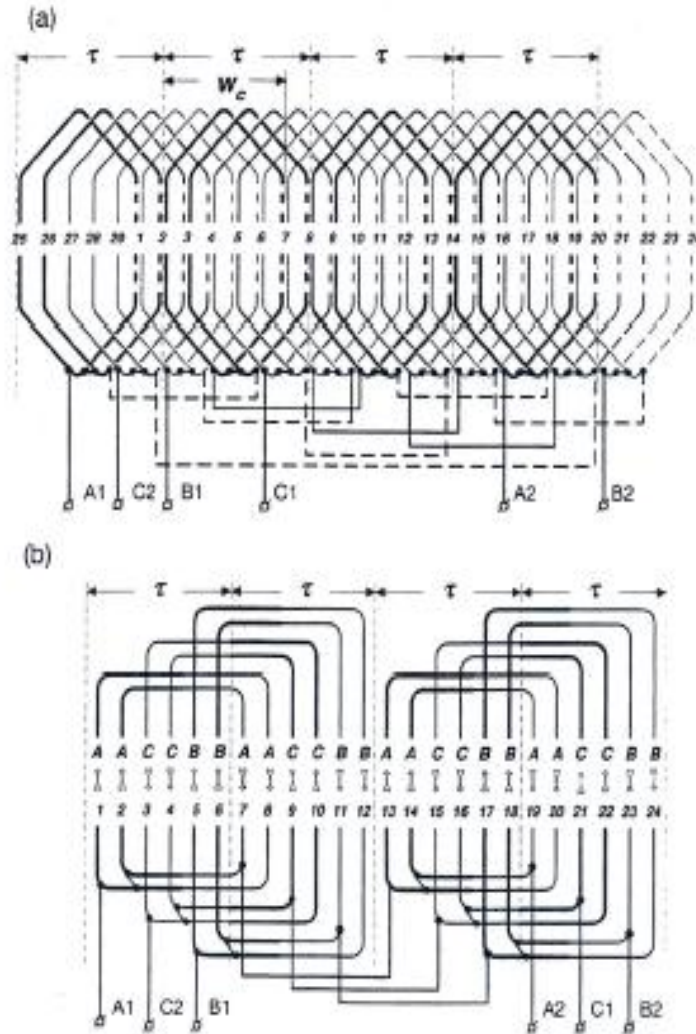 (a)
τ τ τ τ
w_c
25 26 27 28 29 1 2 3 4 5 6 7 8 9 10 11 12 13 14 15 16 17 18 19 20 21 22 23
A1 C2 B1 C1 A2 B2
(b)
τ τ τ τ
A A C C B B A A C C B B A A C C B B A A C C B B
1 2 3 4 5 6 7 8 9 10 11 12 13 14 15 16 17 18 19 20 21 22 23 24
A1 C2 B1 A2 C1 B2